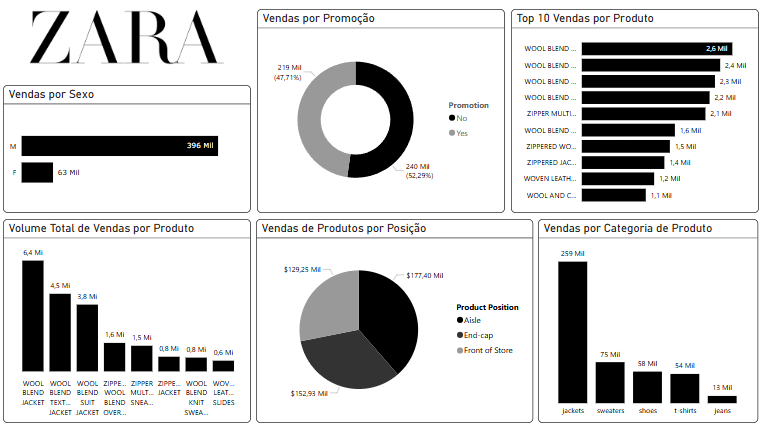 ZARA
Vendas por Sexo
M
396 Mil
F
63 Mil
Vendas por Promoção
219 Mil
(47,71%)
240 Mil
(52,29%)
Promotion
No
Yes
Top 10 Vendas por Produto
WOOL BLEND ...
2,6 Mil
WOOL BLEND ...
2,4 Mil
WOOL BLEND ...
2,3 Mil
WOOL BLEND ...
2,2 Mil
ZIPPER MULTI...
2,1 Mil
WOOL BLEND ...
1,6 Mil
ZIPPERED WO...
1,5 Mil
ZIPPERED JAC...
1,4 Mil
WOVEN LEATH...
1,2 Mil
WOOL AND C...
1,1 Mil
Volume Total de Vendas por Produto
6,4 Mi
4,5 Mi
3,8 Mi
1,6 Mi
1,5 Mi
0,8 Mi
0,8 Mi
0,6 Mi
WOOL
BLEND
JACKET
WOOL
BLEND
TEXT...
JACKET
WOOL
BLEND
SUIT
JACKET
ZIPPE...
WOOL
BLEND
OVER...
ZIPPER
MULT...
SNEA...
ZIPPE...
JACKET
WOOL
BLEND
KNIT
SWEA...
WOV...
LEAT...
SLIDES
Vendas de Produtos por Posição
$129,25 Mil
$177,40 Mil
$152,93 Mil
Product Position
Aisle
End-cap
Front of Store
Vendas por Categoria de Produto
259 Mil
75 Mil
58 Mil
54 Mil
13 Mil
jackets
sweaters
shoes
t-shirts
jeans